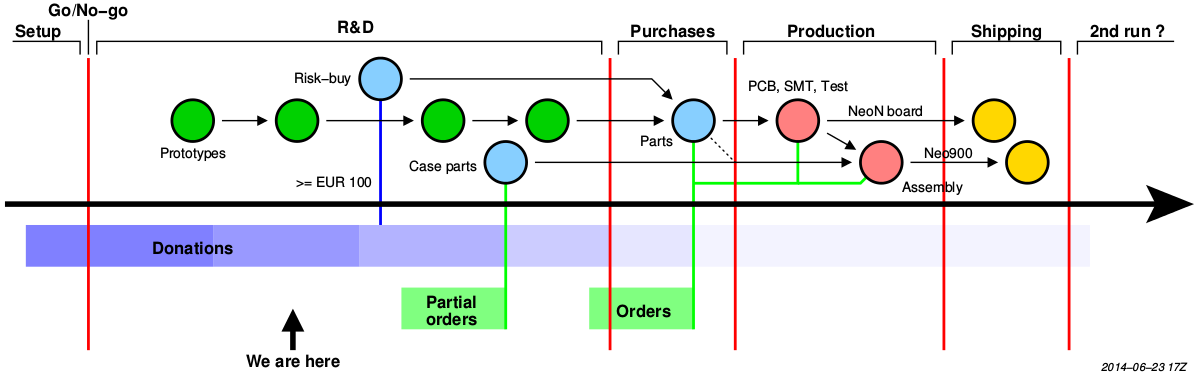 Go/No−go
Setup
R&D
Purchases
Production
Shipping
2nd run ?
Risk−buy
PCB, SMT, Test
NeoN board
Prototypes
Parts
Case parts
Neo900
>= EUR 100
Assembly
Donations
Partial
orders
Orders
We are here
2014−06−23 17Z